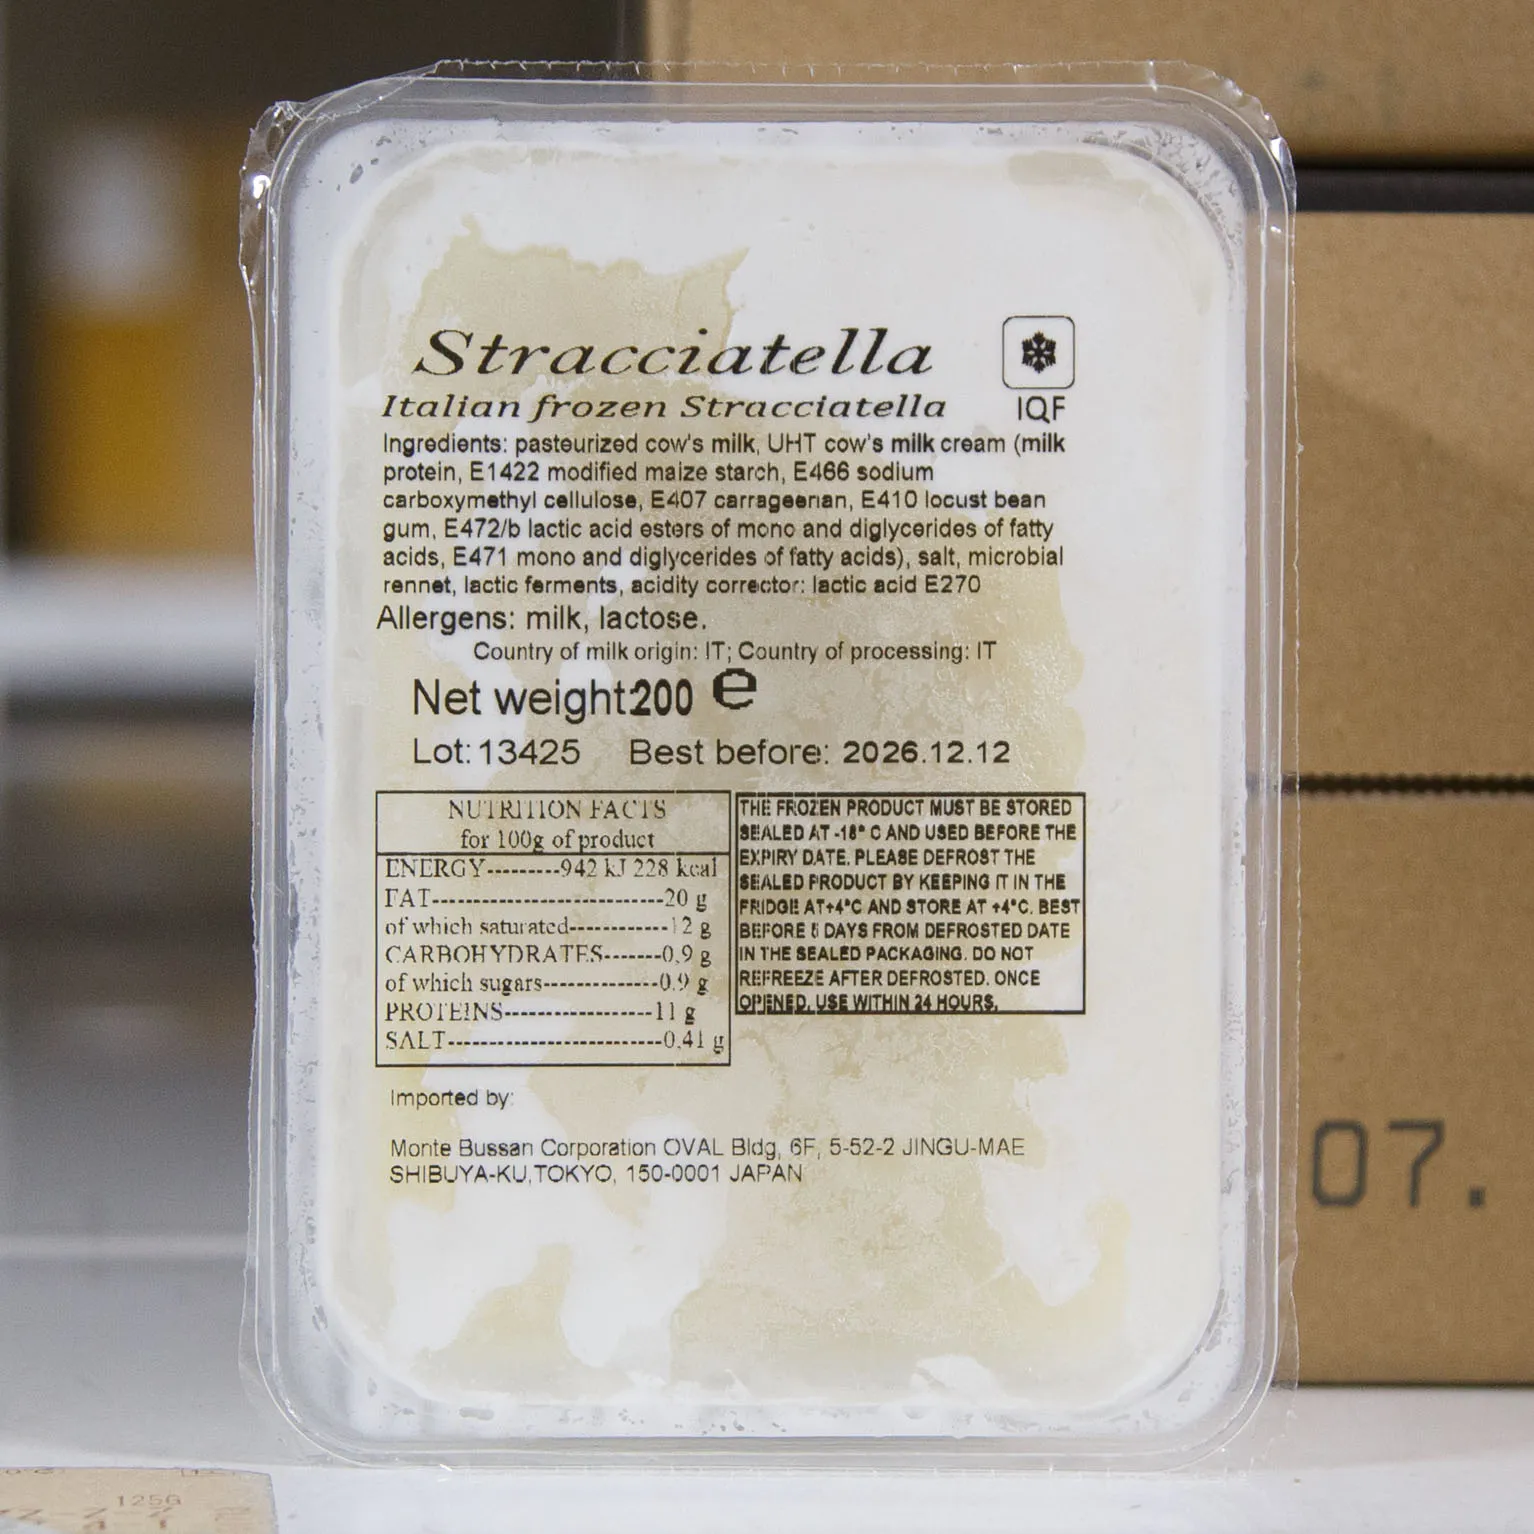 Stracciatella
IQF
Italian frozen Stracciatella
Ingredients: pasteurized cow's milk, UHT cow's milk cream (milk
protein, E1422 modified maize starch, E466 sodium
carboxymethyl cellulose, E407 carrageenan, E410 locust bean
gum, E472/b lactic acid esters of mono and diglycerides of fatty
acids, E471 mono and diglycerides of fatty acids), salt, microbial
rennet, lactic ferments, acidity corrector: lactic acid E270
Allergens: milk, lactose.
Country of milk origin: IT; Country of processing: IT
Net weight:200 e
Lot: 13425 Best before: 2026.12.12
NUTRITION FACTS
for 100g of product
ENERGY---------942 kJ 228 kcal
FAT--------------------------20 g
of which saturated------------12 g
CARBOHYDRATES-------0,9 g
of which sugars--------------0.9 g
PROTEINS------------------11 g
SALT------------------------0,41 g
THE FROZEN PRODUCT MUST BE STORED
SEALED AT -18° C AND USED BEFORE THE
EXPIRY DATE. PLEASE DEFROST THE
SEALED PRODUCT BY KEEPING IT IN THE
FRIDGE AT+4°C AND STORE AT +4°C. BEST
BEFORE 5 DAYS FROM DEFROSTED DATE
IN THE SEALED PACKAGING. DO NOT
REFREEZE AFTER DEFROSTED. ONCE
OPENED, USE WITHIN 24 HOURS.
Imported by:
Monte Bussan Corporation OVAL Bldg, 6F, 5-52-2 JINGU-MAE
SHIBUYA-KU,TOKYO, 150-0001 JAPAN
07.
125G